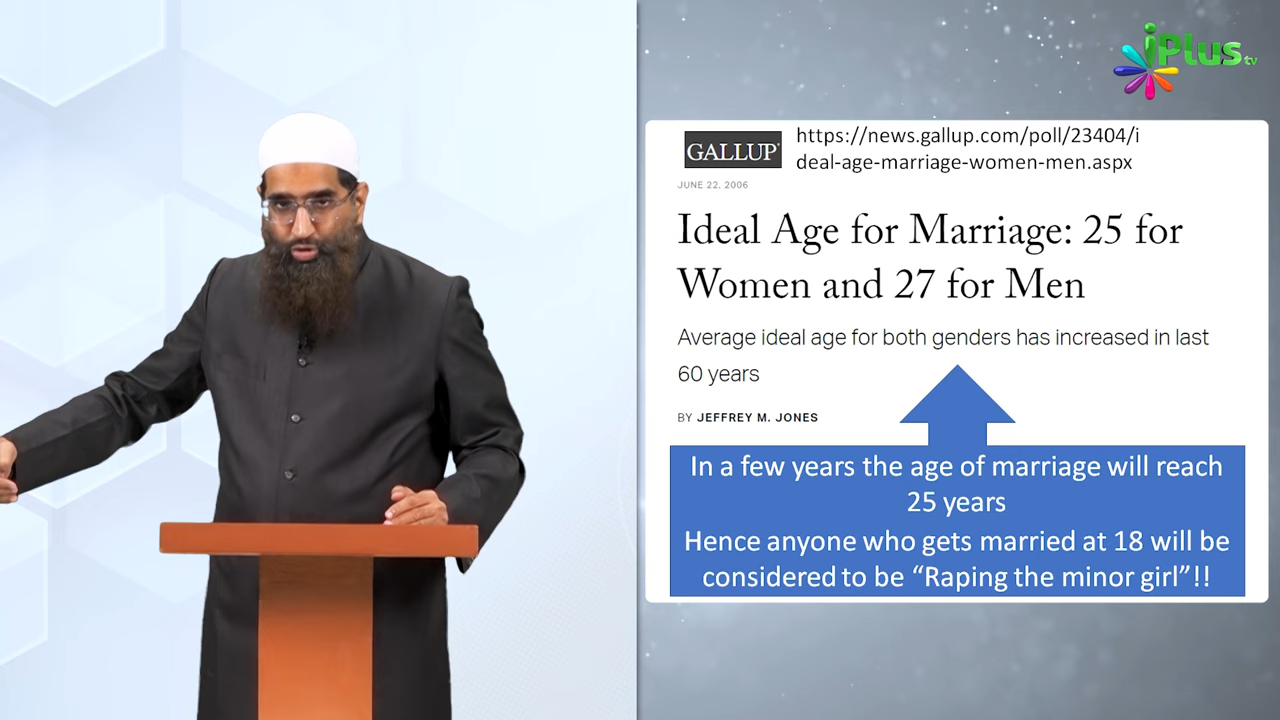 iPlus tv
GALLUP®
https://news.gallup.com/poll/23404/i
deal-age-marriage-women-men.aspx
JUNE 22, 2006
Ideal Age for Marriage: 25 for
Women and 27 for Men
Average ideal age for both genders has increased in last
60 years
BY JEFFREY M. JONES
In a few years the age of marriage will reach
25 years
Hence anyone who gets married at 18 will be
considered to be “Raping the minor girl”!!